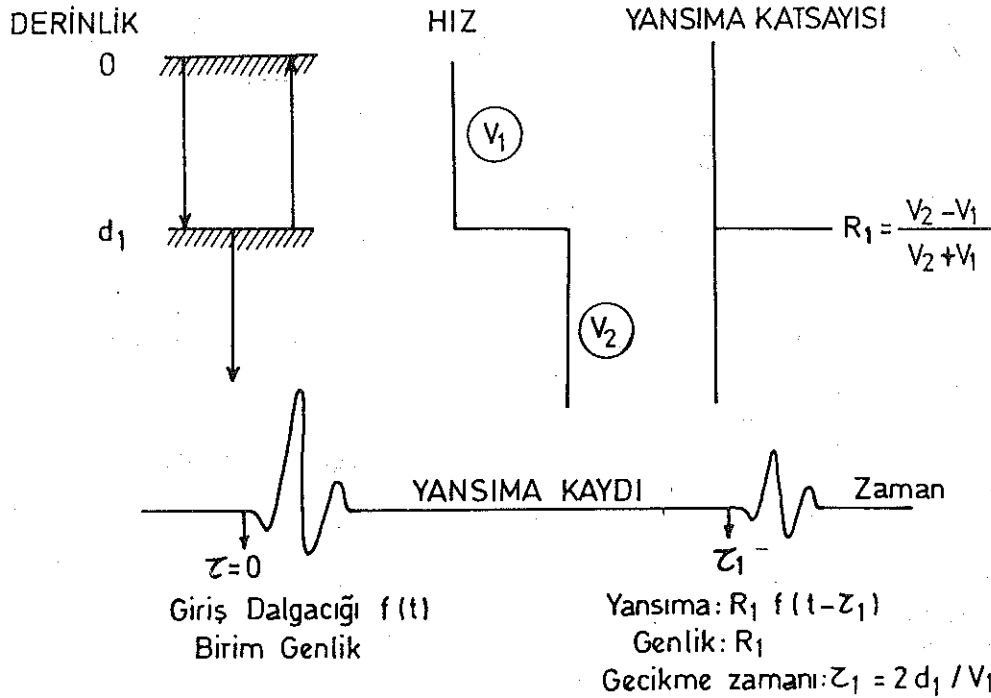 DERİNLİK
HIZ
YANSIMA KATSAYISI
0
V₁
d₁
R₁ = (V₂ - V₁) / (V₂ + V₁)
V₂
YANSIMA KAYDI
Zaman
τ=0
τ₁
Giriş Dalgacığı f(t)
Birim Genlik
Yansıma: R₁ f(t-τ₁)
Genlik: R₁
Gecikme zamanı: τ₁ = 2 d₁ / V₁